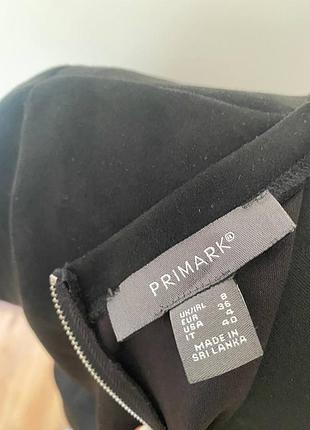 PRIMARK®
UK/IRL 8
EUR 36
USA 4
IT 40
MADE IN
SRI LANKA